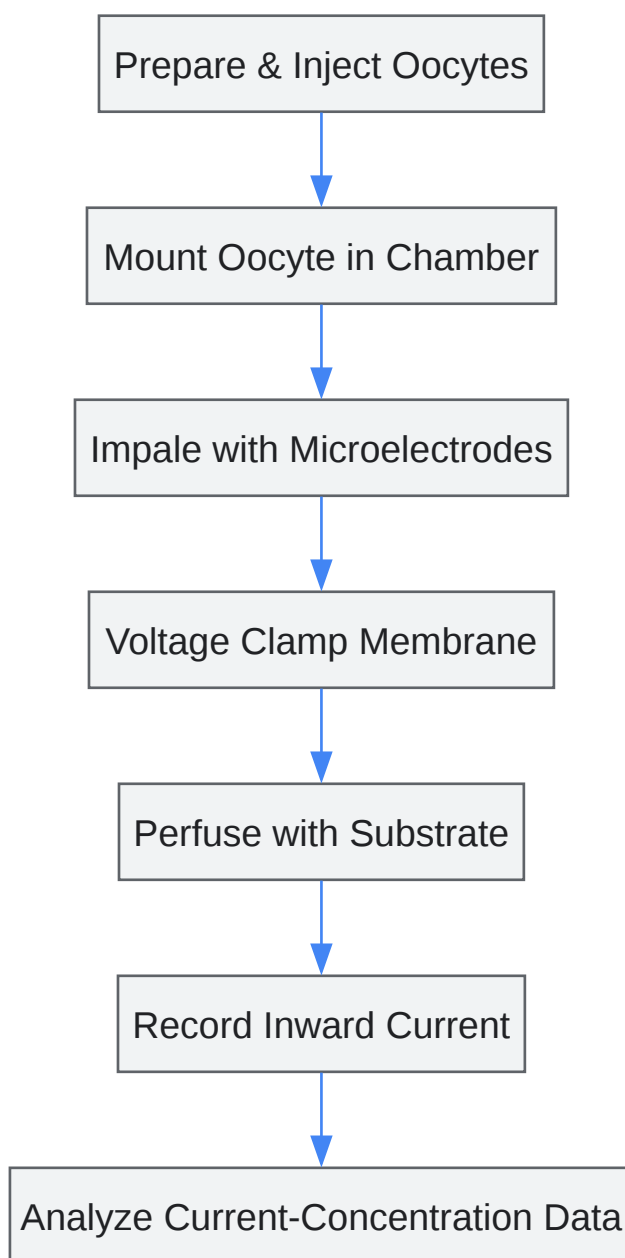 Prepare & Inject Oocytes
Mount Oocyte in Chamber
Impale with Microelectrodes
Voltage Clamp Membrane
Perfuse with Substrate
Record Inward Current
Analyze Current-Concentration Data